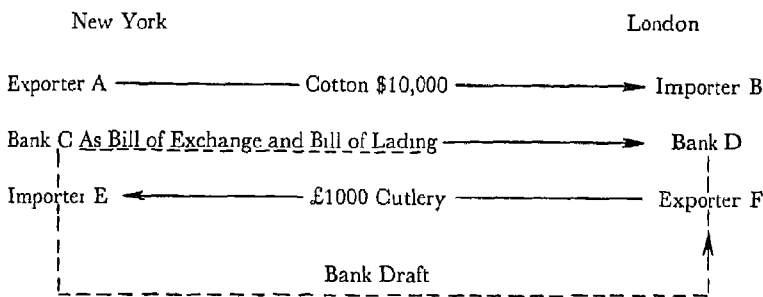 New York London
Exporter A Cotton $10,000 Importer B
Bank C As Bill of Exchange and Bill of Lading Bank D
Importer E £1000 Cutlery Exporter F
Bank Draft